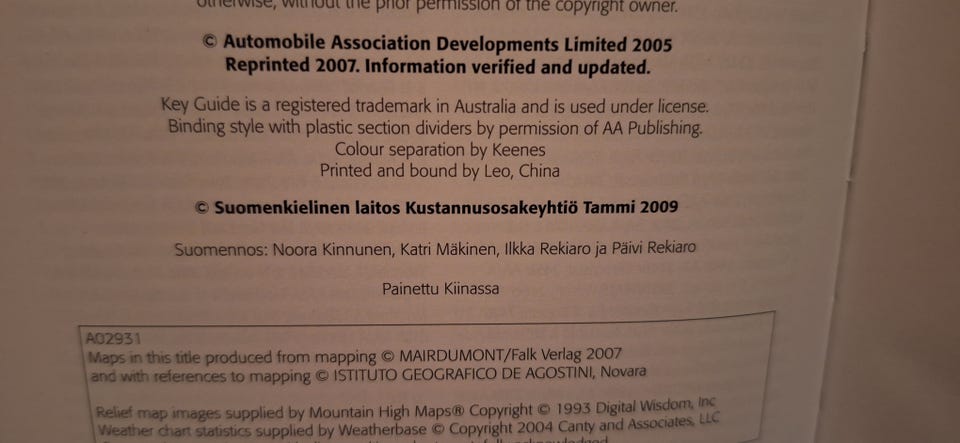 otherwise, without the prior permission of the copyright owner.
© Automobile Association Developments Limited 2005
Reprinted 2007. Information verified and updated.
Key Guide is a registered trademark in Australia and is used under license.
Binding style with plastic section dividers by permission of AA Publishing.
Colour separation by Keenes
Printed and bound by Leo, China
© Suomenkielinen laitos Kustannusosakeyhtiö Tammi 2009
Suomennos: Noora Kinnunen, Katri Mäkinen, Ilkka Rekiaro ja Päivi Rekiaro
Painettu Kiinassa
A02931
Maps in this title produced from mapping © MAIRDUMONT/Falk Verlag 2007
and with references to mapping © ISTITUTO GEOGRAFICO DE AGOSTINI, Novara
Relief map images supplied by Mountain High Maps® Copyright © 1993 Digital Wisdom, Inc
Weather chart statistics supplied by Weatherbase © Copyright 2004 Canty and Associates, LLC